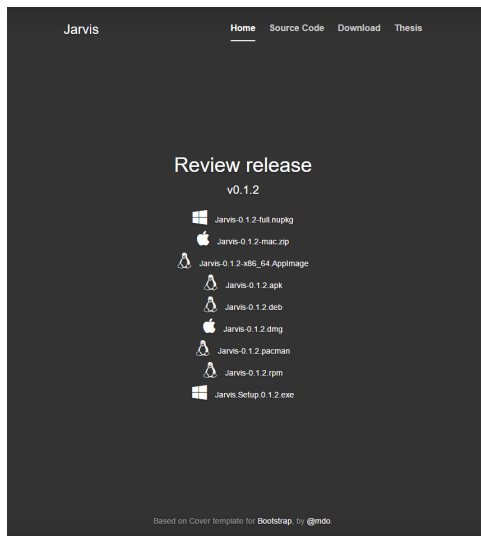 Jarvis
Home Source Code Download Thesis
Review release
v0.1.2
Jarvis-0.1.2-full.nupkg
Jarvis-0.1.2-mac.zip
Jarvis-0.1.2-x86_64.AppImage
Jarvis-0.1.2.apk
Jarvis-0.1.2.deb
Jarvis-0.1.2.dmg
Jarvis-0.1.2.pacman
Jarvis-0.1.2.rpm
Jarvis.Setup.0.1.2.exe
Based on Cover template for Bootstrap, by @mdo.